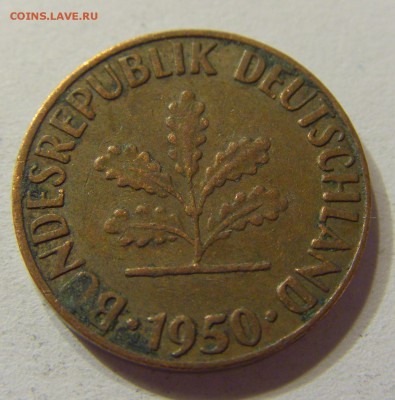 COINS.LAVE.RU
BUNDESREPUBLIK DEUTSCHLAND
· 1950 ·